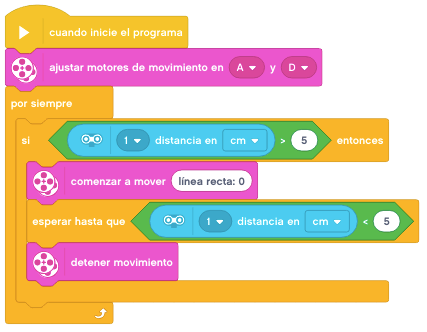 cuando inicie el programa
ajustar motores de movimiento en A y D
por siempre
si 1 distancia en cm > 5 entonces
comenzar a mover línea recta: 0
esperar hasta que 1 distancia en cm < 5
detener movimiento